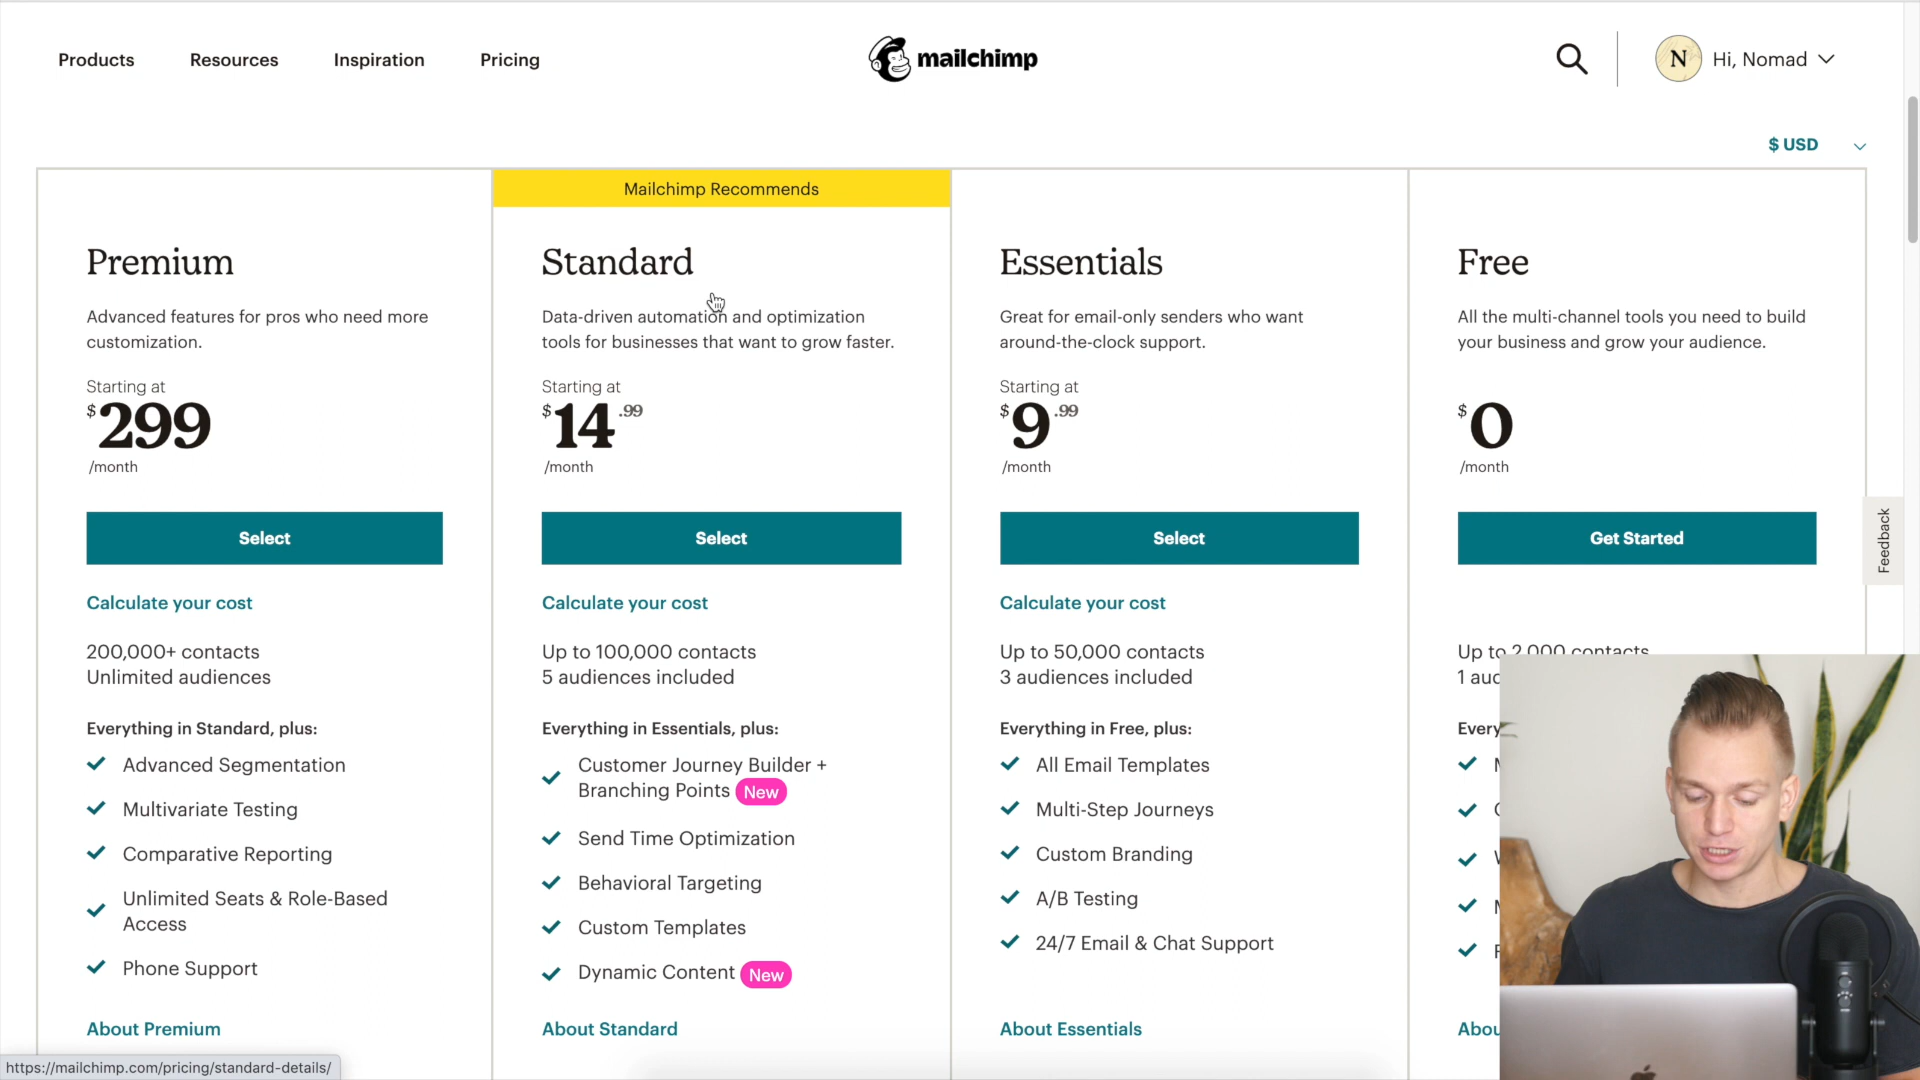 Products
Resources
Inspiration
Pricing
mailchimp
N
Hi, Nomad
$ USD
Premium
Advanced features for pros who need more
customization.
Starting at
$299
/month
Select
Calculate your cost
200,000+ contacts
Unlimited audiences
Everything in Standard, plus:
Advanced Segmentation
Multivariate Testing
Comparative Reporting
Unlimited Seats & Role-Based
Access
Phone Support
About Premium
Mailchimp Recommends
Standard
Data-driven automation and optimization
tools for businesses that want to grow faster.
Starting at
$14.99
/month
Select
Calculate your cost
Up to 100,000 contacts
5 audiences included
Everything in Essentials, plus:
Customer Journey Builder +
Branching Points New
Send Time Optimization
Behavioral Targeting
Custom Templates
Dynamic Content New
About Standard
Essentials
Great for email-only senders who want
around-the-clock support.
Starting at
$9.99
/month
Select
Calculate your cost
Up to 50,000 contacts
3 audiences included
Everything in Free, plus:
All Email Templates
Multi-Step Journeys
Custom Branding
A/B Testing
24/7 Email & Chat Support
About Essentials
Free
All the multi-channel tools you need to build
your business and grow your audience.
$0
/month
Get Started
Up to 2,000 contacts
1
Feedback
https://mailchimp.com/pricing/standard-details/